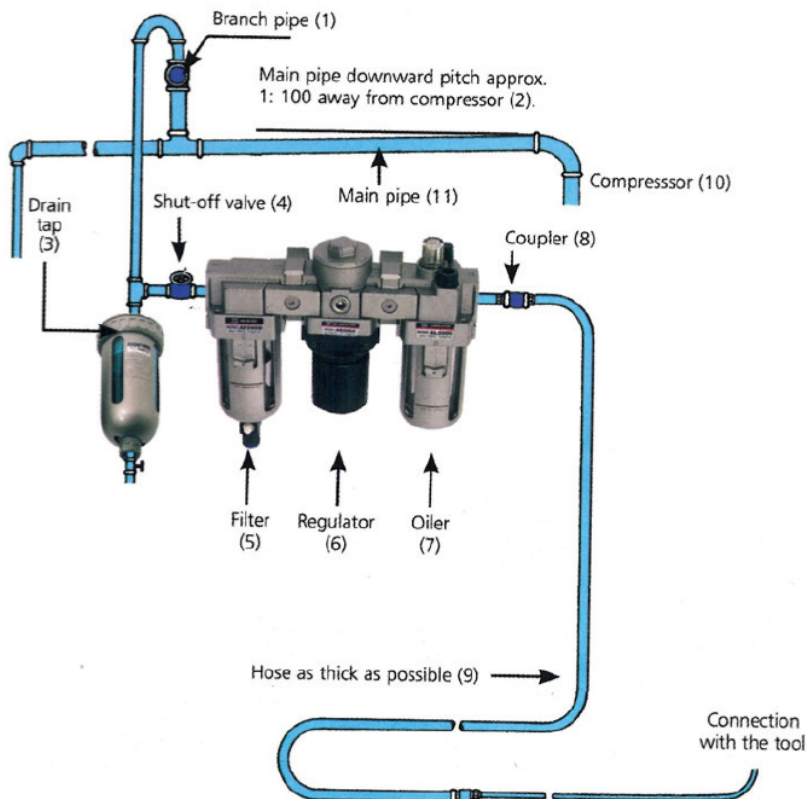 Branch pipe (1)
Main pipe downward pitch approx.
1: 100 away from compressor (2).
Main pipe (11)
Compresssor (10)
Drain
tap
(3)
Shut-off valve (4)
Coupler (8)
Filter
(5)
Regulator
(6)
Oiler
(7)
Hose as thick as possible (9)
Connection
with the tool